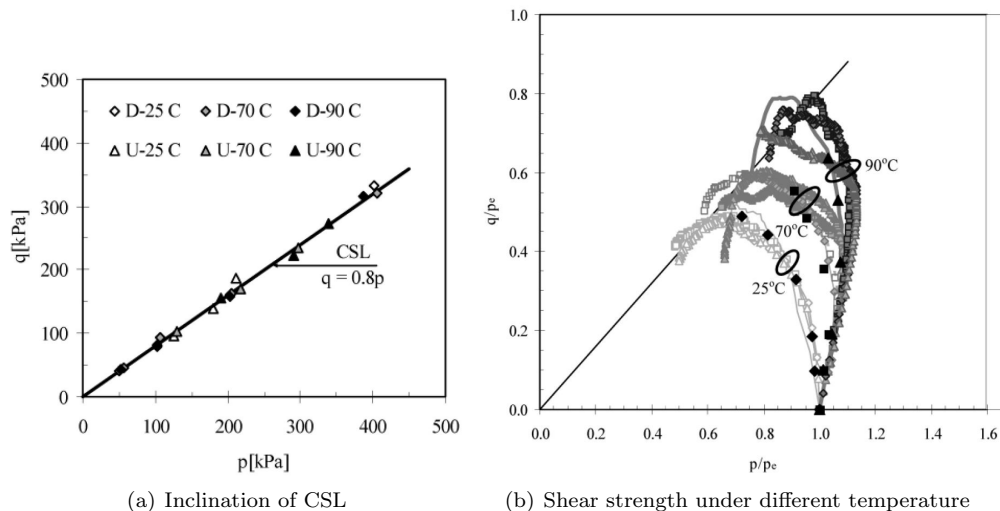 500
400
300
200
100
0
q[kPa]
D-25 C D-70 C D-90 C
U-25 C U-70 C U-90 C
CSL
q = 0.8p
0 100 200 300 400 500
p[kPa]
(a) Inclination of CSL
1.0
0.8
0.6
0.4
0.2
0.0
q/pe
90°C
70°C
25°C
0.0 0.2 0.4 0.6 0.8 1.0 1.2 1.4 1.6
p/pe
(b) Shear strength under different temperature